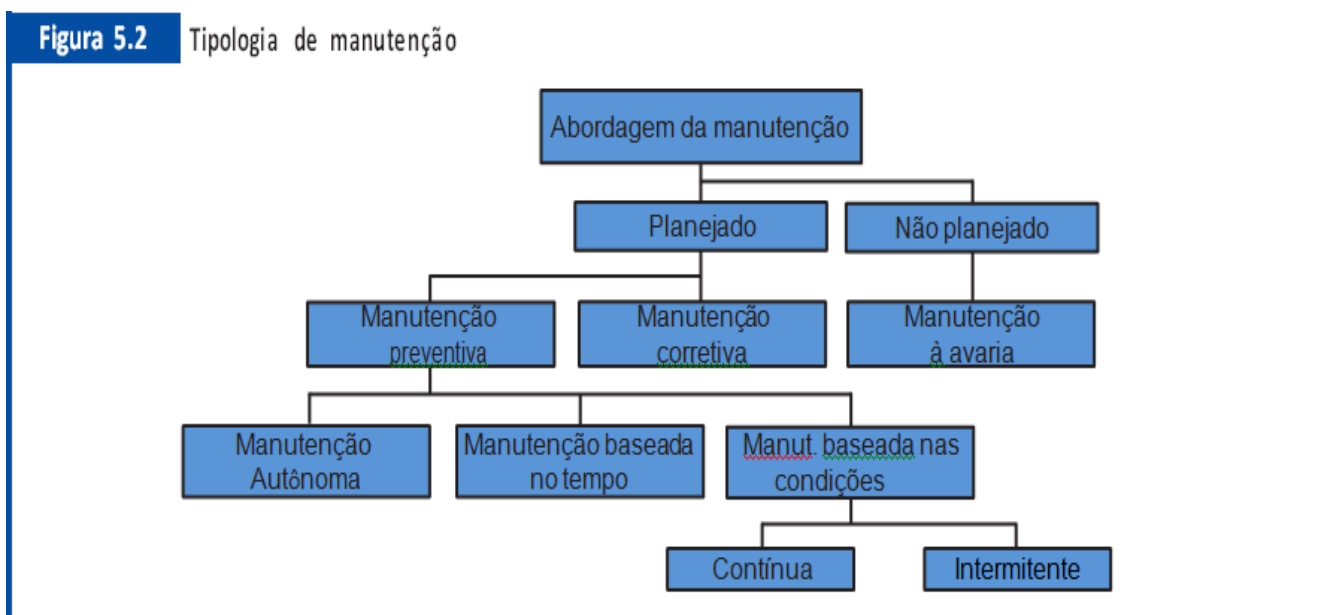 Figura 5.2 Tipologia de manutenção
Abordagem da manutenção
Planejado
Não planejado
Manutenção
preventiva
Manutenção
corretiva
Manutenção
à avaria
Manutenção
Autônoma
Manutenção baseada
no tempo
Manut. baseada nas
condições
Contínua
Intermitente